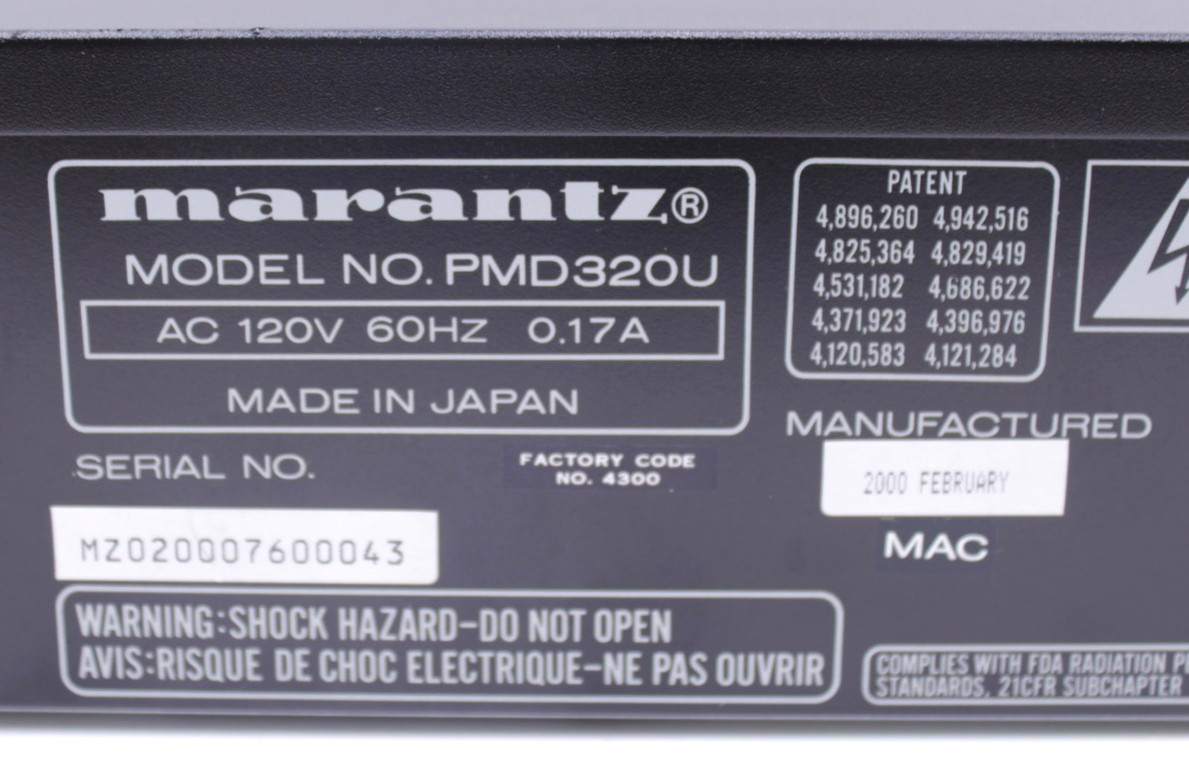 marantz®
MODEL NO. PMD320U
AC 120V 60HZ 0.17A
MADE IN JAPAN
SERIAL NO.
FACTORY CODE
NO. 4300
MZ020007600043
WARNING:SHOCK HAZARD-DO NOT OPEN
AVIS:RISQUE DE CHOC ELECTRIQUE-NE PAS OUVRIR
PATENT
4,896,260 4,942,516
4,825,364 4,829,419
4,531,182 4,686,622
4,371,923 4,396,976
4,120,583 4,121,284
MANUFACTURED
2000 FEBRUARY
MAC
COMPLIES WITH FDA RADIATION
STANDARDS, 21CFR SUBCHAPTER